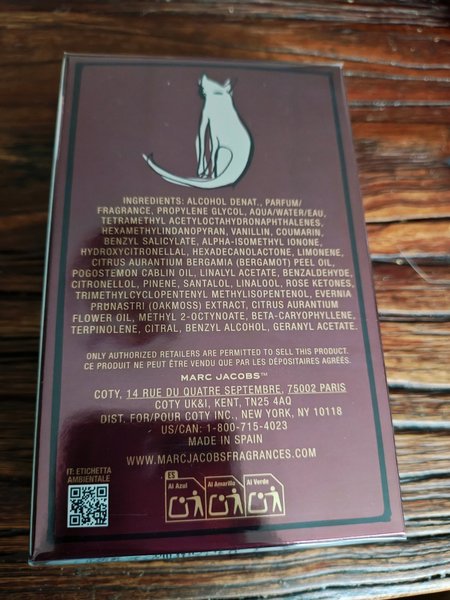 INGREDIENTS: ALCOHOL DENAT., PARFUM/
FRAGRANCE, PROPYLENE GLYCOL, AQUA/WATER/EAU,
TETRAMETHYL ACETYLOCTAHYDRONAPHTHALENES,
HEXAMETHYLINDANOPYRAN, VANILLIN, COUMARIN,
BENZYL SALICYLATE, ALPHA-ISOMETHYL IONONE,
HYDROXYCITRONELLAL, HEXADECANOLACTONE, LIMONENE,
CITRUS AURANTIUM BERGAMIA (BERGAMOT) PEEL OIL,
POGOSTEMON CABLIN OIL, LINALYL ACETATE, BENZALDEHYDE,
CITRONELLOL, PINENE, SANTALOL, LINALOOL, ROSE KETONES,
TRIMETHYLCYCLOPENTENYL METHYLISOPENTENOL, EVERNIA
PRUNASTRI (OAKMOSS) EXTRACT, CITRUS AURANTIUM
FLOWER OIL, METHYL 2-OCTYNOATE, BETA-CARYOPHYLLENE,
TERPINOLENE, CITRAL, BENZYL ALCOHOL, GERANYL ACETATE.
ONLY AUTHORIZED RETAILERS ARE PERMITTED TO SELL THIS PRODUCT.
CE PRODUIT NE PEUT ÊTRE VENDU QUE PAR LES DÉPOSITAIRES AGRÉÉS.
MARC JACOBS™
COTY, 14 RUE DU QUATRE SEPTEMBRE, 75002 PARIS
COTY UK&I, KENT, TN25 4AQ
DIST. FOR/POUR COTY INC., NEW YORK, NY 10118
US/CAN: 1-800-715-4023
MADE IN SPAIN
WWW.MARCJACOBSFRAGRANCES.COM
IT: ETICHETTA
AMBIENTALE
ES
Al Azul
Al Amarillo
Al Verde